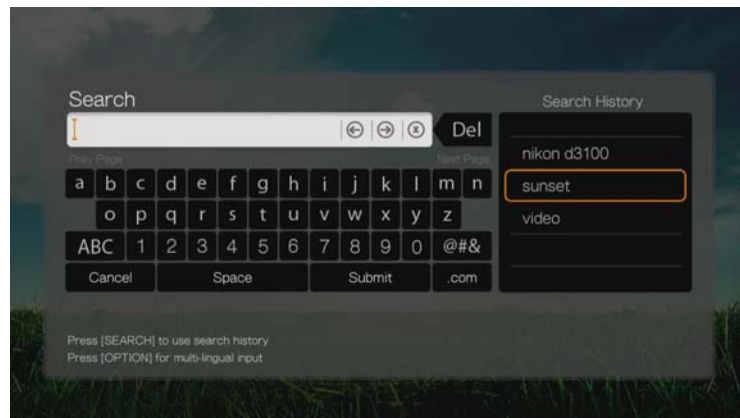 Search
Search History
Del
Prev Page
Next Page
a b c d e f g h i j k l m n
o p q r s t u v w x y z
ABC 1 2 3 4 5 6 7 8 9 0 @#&
Cancel Space Submit .com
nikon d3100
sunset
video
Press [SEARCH] to use search history
Press [OPTION] for multi-lingual input